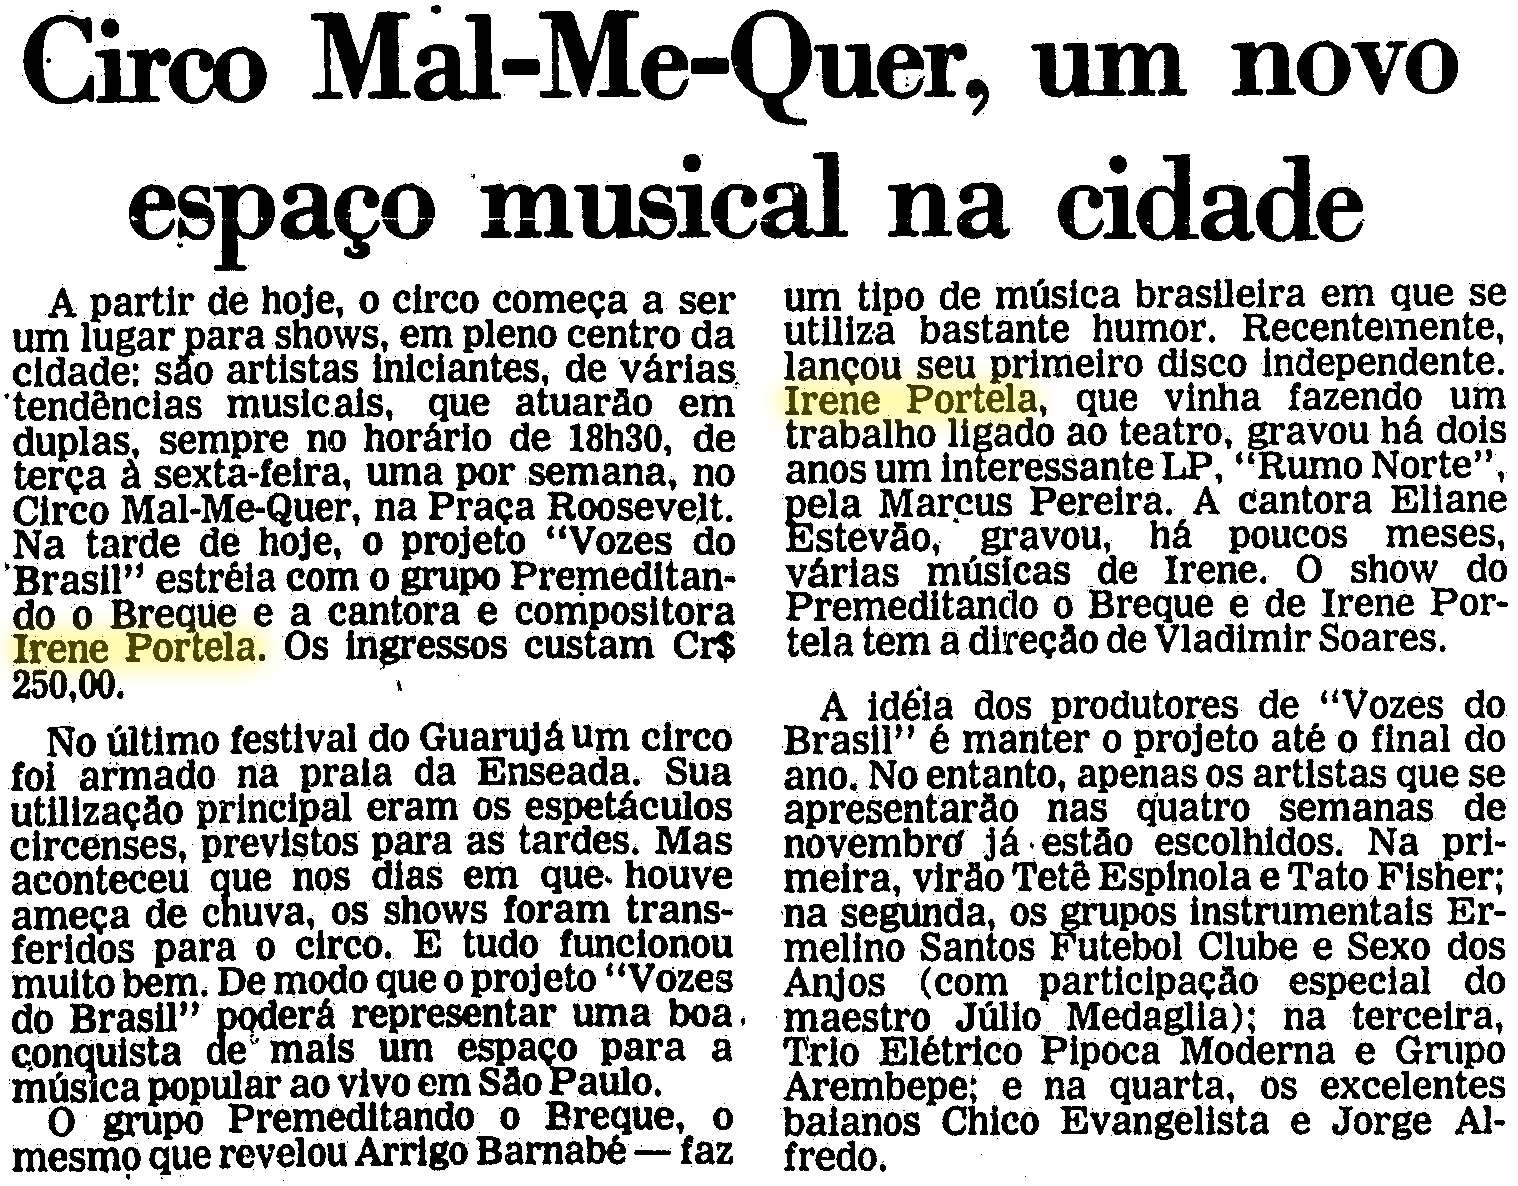 Circo Mal-Me-Quer, um novo
espaço musical na cidade
A partir de hoje, o circo começa a ser
um lugar para shows, em pleno centro da
cidade: são artistas iniciantes, de várias
tendências musicais, que atuarão em
duplas, sempre no horário de 18h30, de
terça à sexta-feira, uma por semana, no
Circo Mal-Me-Quer, na Praça Roosevelt.
Na tarde de hoje, o projeto “Vozes do
Brasil” estréia com o grupo Premeditan-
do o Breque e a cantora e compositora
Irene Portela. Os ingressos custam Cr$
250,00.
No último festival do Guarujá um circo
foi armado na praia da Enseada. Sua
utilização principal eram os espetáculos
circenses, previstos para as tardes. Mas
aconteceu que nos dias em que houve
ameça de chuva, os shows foram trans-
feridos para o circo. E tudo funcionou
muito bem. De modo que o projeto “Vozes
do Brasil” poderá representar uma boa
conquista de mais um espaço para a
música popular ao vivo em São Paulo.
O grupo Premeditando o Breque, o
mesmo que revelou Arrigo Barnabé — faz
um tipo de música brasileira em que se
utiliza bastante humor. Recentemente,
lançou seu primeiro disco independente.
Irene Portela, que vinha fazendo um
trabalho ligado ao teatro, gravou há dois
anos um interessante LP, “Rumo Norte”,
pela Marcus Pereira. A cantora Eliane
Estevão, gravou, há poucos meses,
várias músicas de Irene. O show do
Premeditando o Breque e de Irene Por-
tela tem a direção de Vladimir Soares.
A idéia dos produtores de “Vozes do
Brasil” é manter o projeto até o final do
ano. No entanto, apenas os artistas que se
apresentarão nas quatro semanas de
novembro já estão escolhidos. Na pri-
meira, virão Tetê Espinola e Tato Fisher;
na segunda, os grupos instrumentais Er-
melino Santos Futebol Clube e Sexo dos
Anjos (com participação especial do
maestro Júlio Medaglia); na terceira,
Trio Elétrico Pipoca Moderna e Grupo
Arembepe; e na quarta, os excelentes
baianos Chico Evangelista e Jorge Al-
fredo.